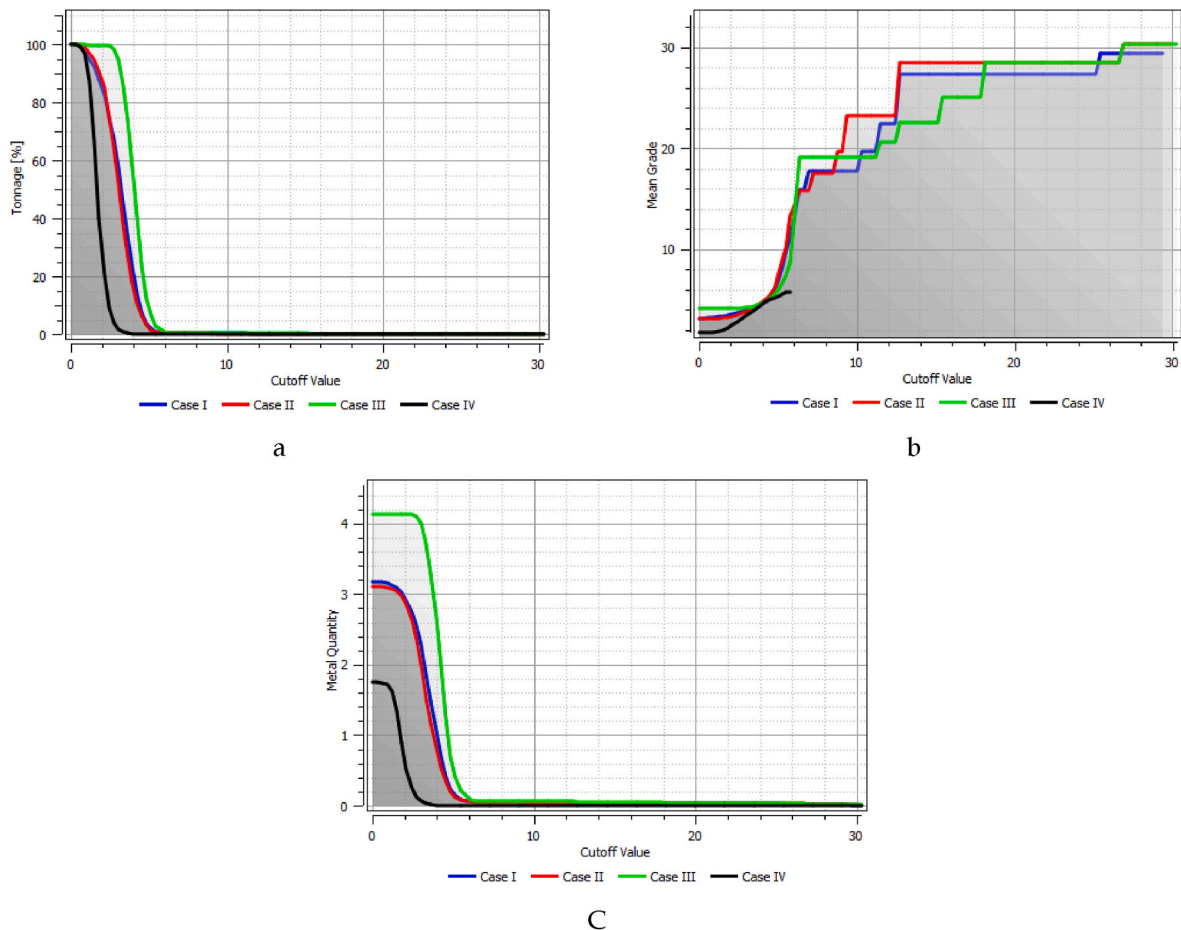 100
80
60
40
20
0
Tonnage [%]
0 10 20 30
Cutoff Value
Case I Case II Case III Case IV
a
30
20
10
Mean Grade
0 10 20 30
Cutoff Value
Case I Case II Case III Case IV
b
4
3
2
1
0
Metal Quantity
0 10 20 30
Cutoff Value
Case I Case II Case III Case IV
C